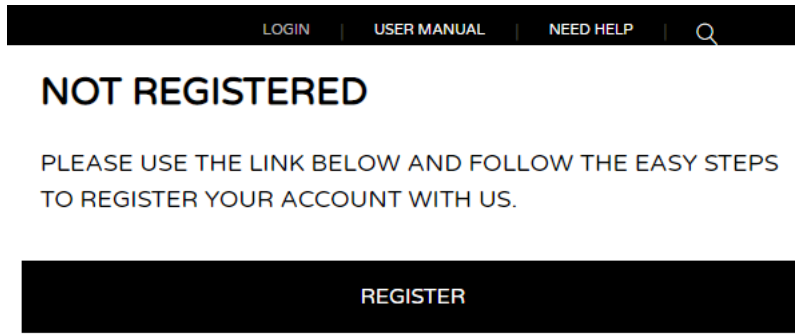 LOGIN | USER MANUAL | NEED HELP |
NOT REGISTERED
PLEASE USE THE LINK BELOW AND FOLLOW THE EASY STEPS
TO REGISTER YOUR ACCOUNT WITH US.
REGISTER